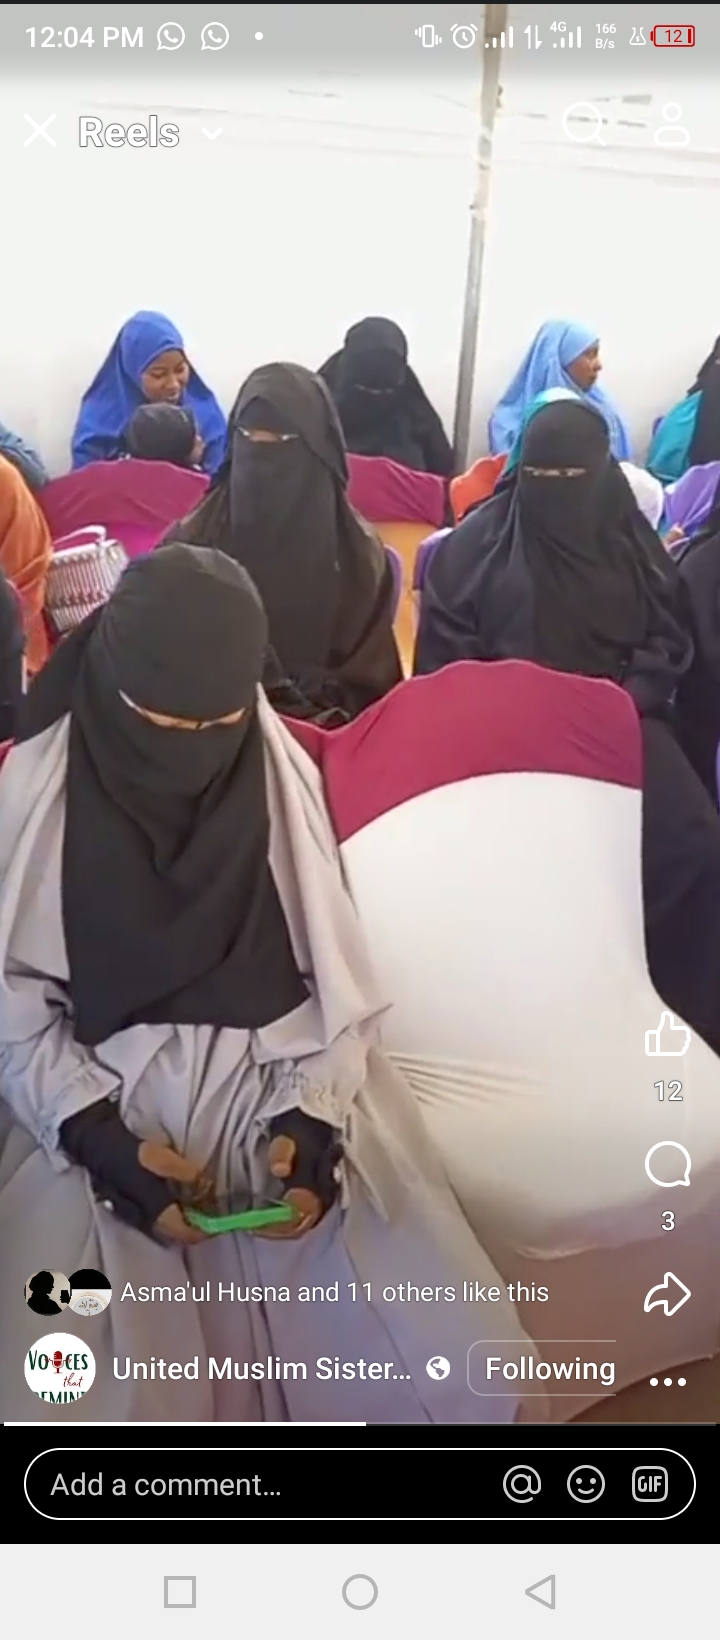 12:04 PM
4G
166
B/s
12
Reels
12
3
Asma'ul Husna and 11 others like this
VOICES
that
REMIN
United Muslim Sister...
Following
Add a comment...
GIF